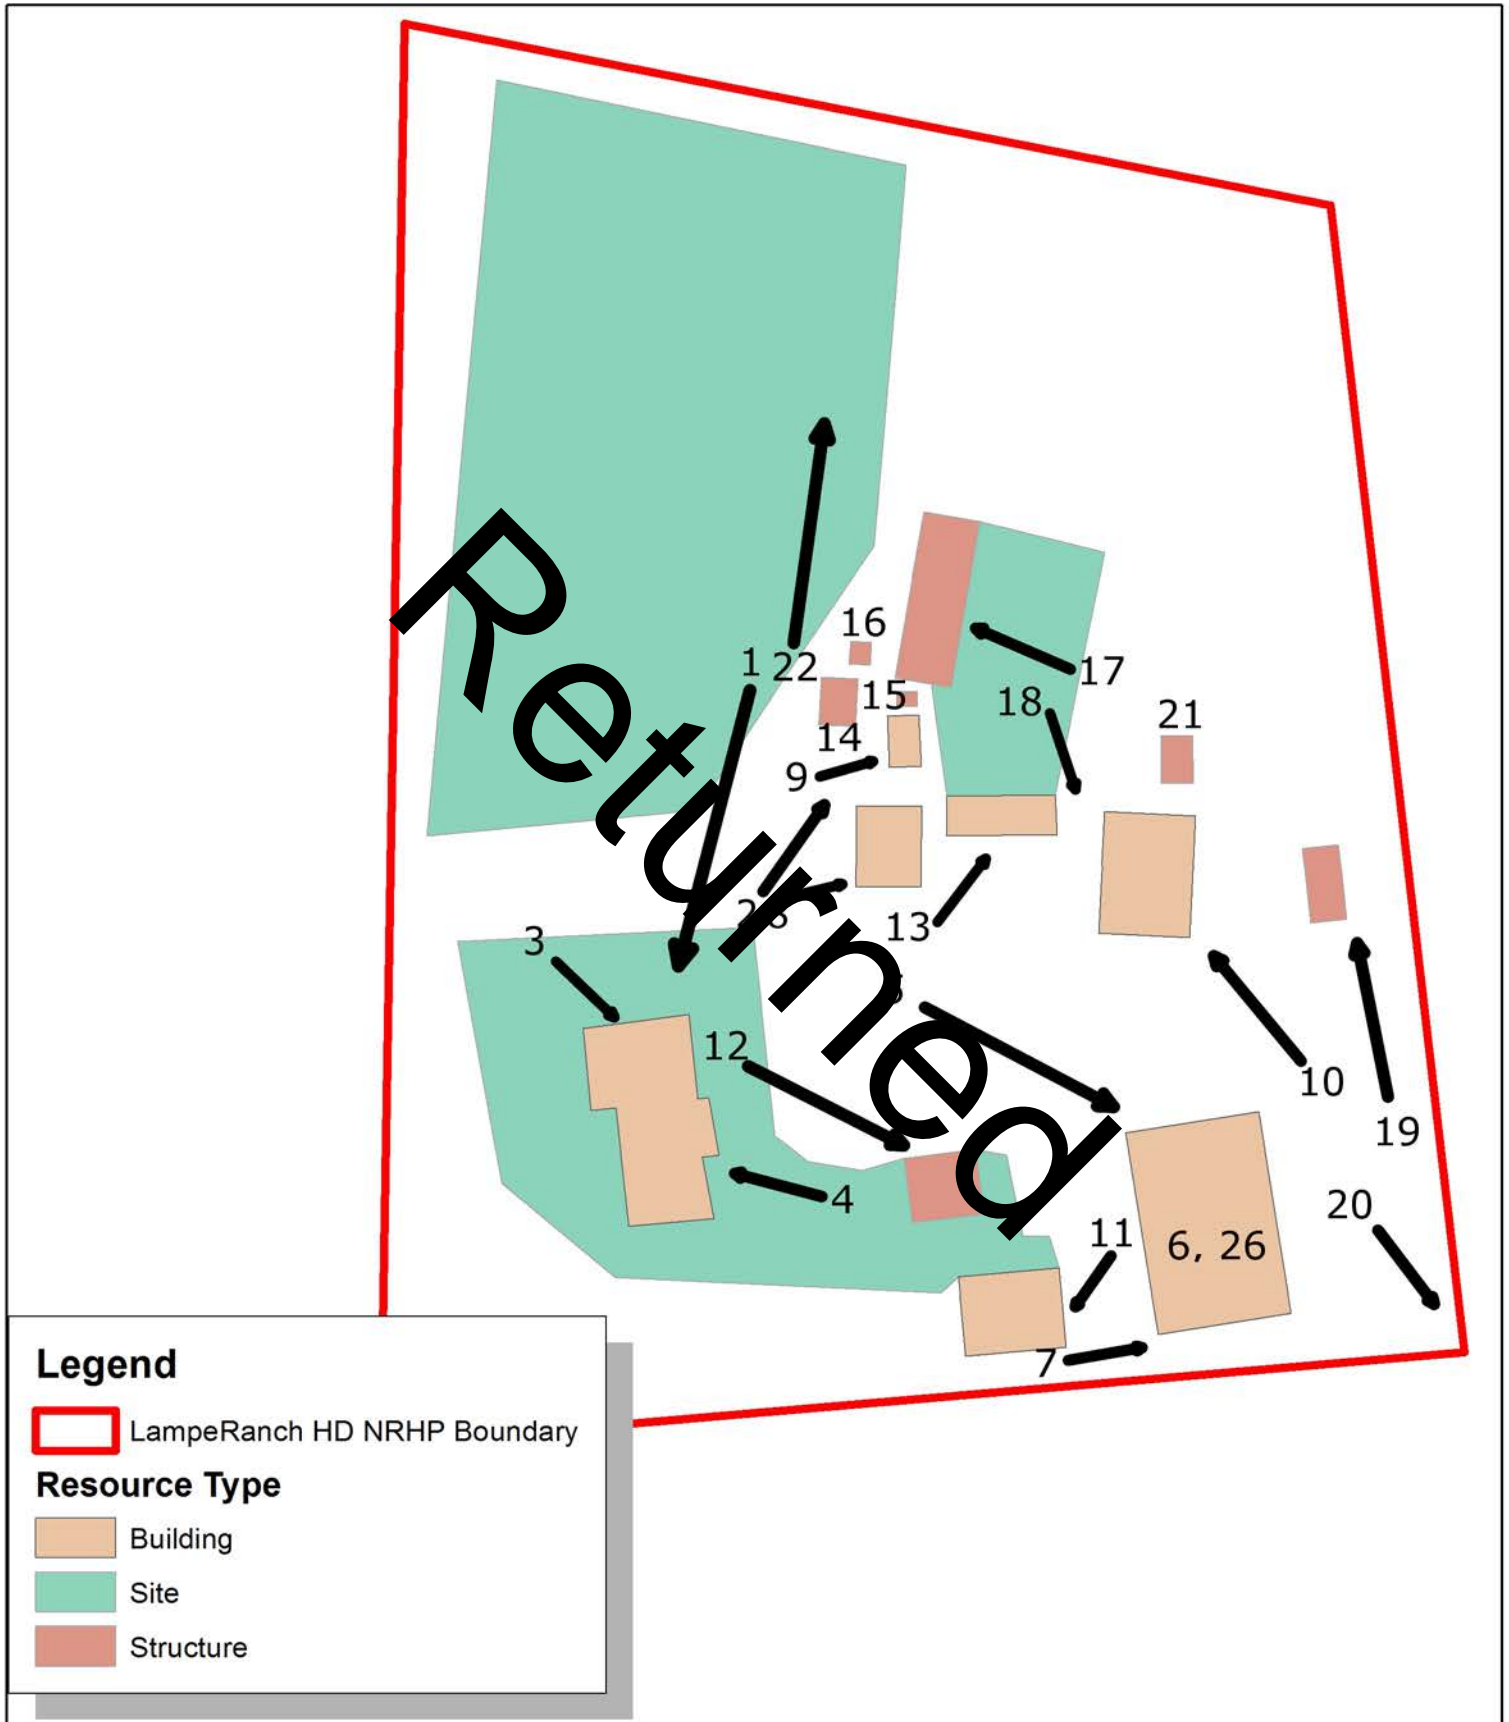 16
1 22
17
15
18
21
14
9
13
3
12
10
19
4
20
11
6, 26
7
Returned
Legend
LampeRanch HD NRHP Boundary
Resource Type
Building
Site
Structure